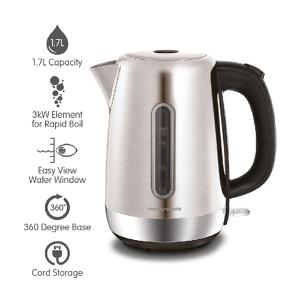 1.7L
1.7L Capacity
3kW Element
for Rapid Boil
Easy View
Water Window
360°
360 Degree Base
Cord Storage